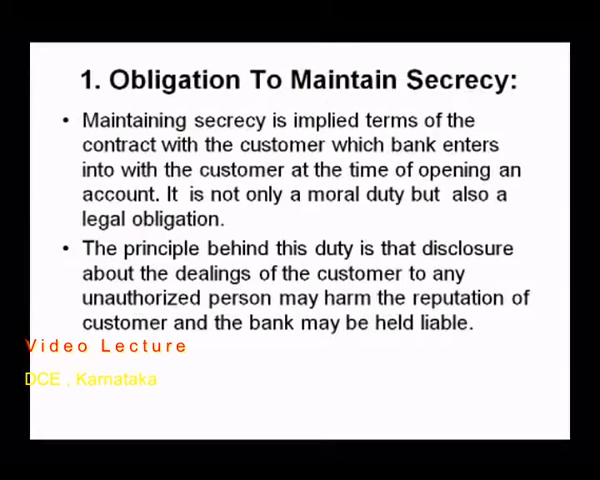 1. Obligation To Maintain Secrecy:
• Maintaining secrecy is implied terms of the
contract with the customer which bank enters
into with the customer at the time of opening an
account. It is not only a moral duty but also a
legal obligation.
• The principle behind this duty is that disclosure
about the dealings of the customer to any
unauthorized person may harm the reputation of
customer and the bank may be held liable.
Video Lecture
DCE , Karnataka